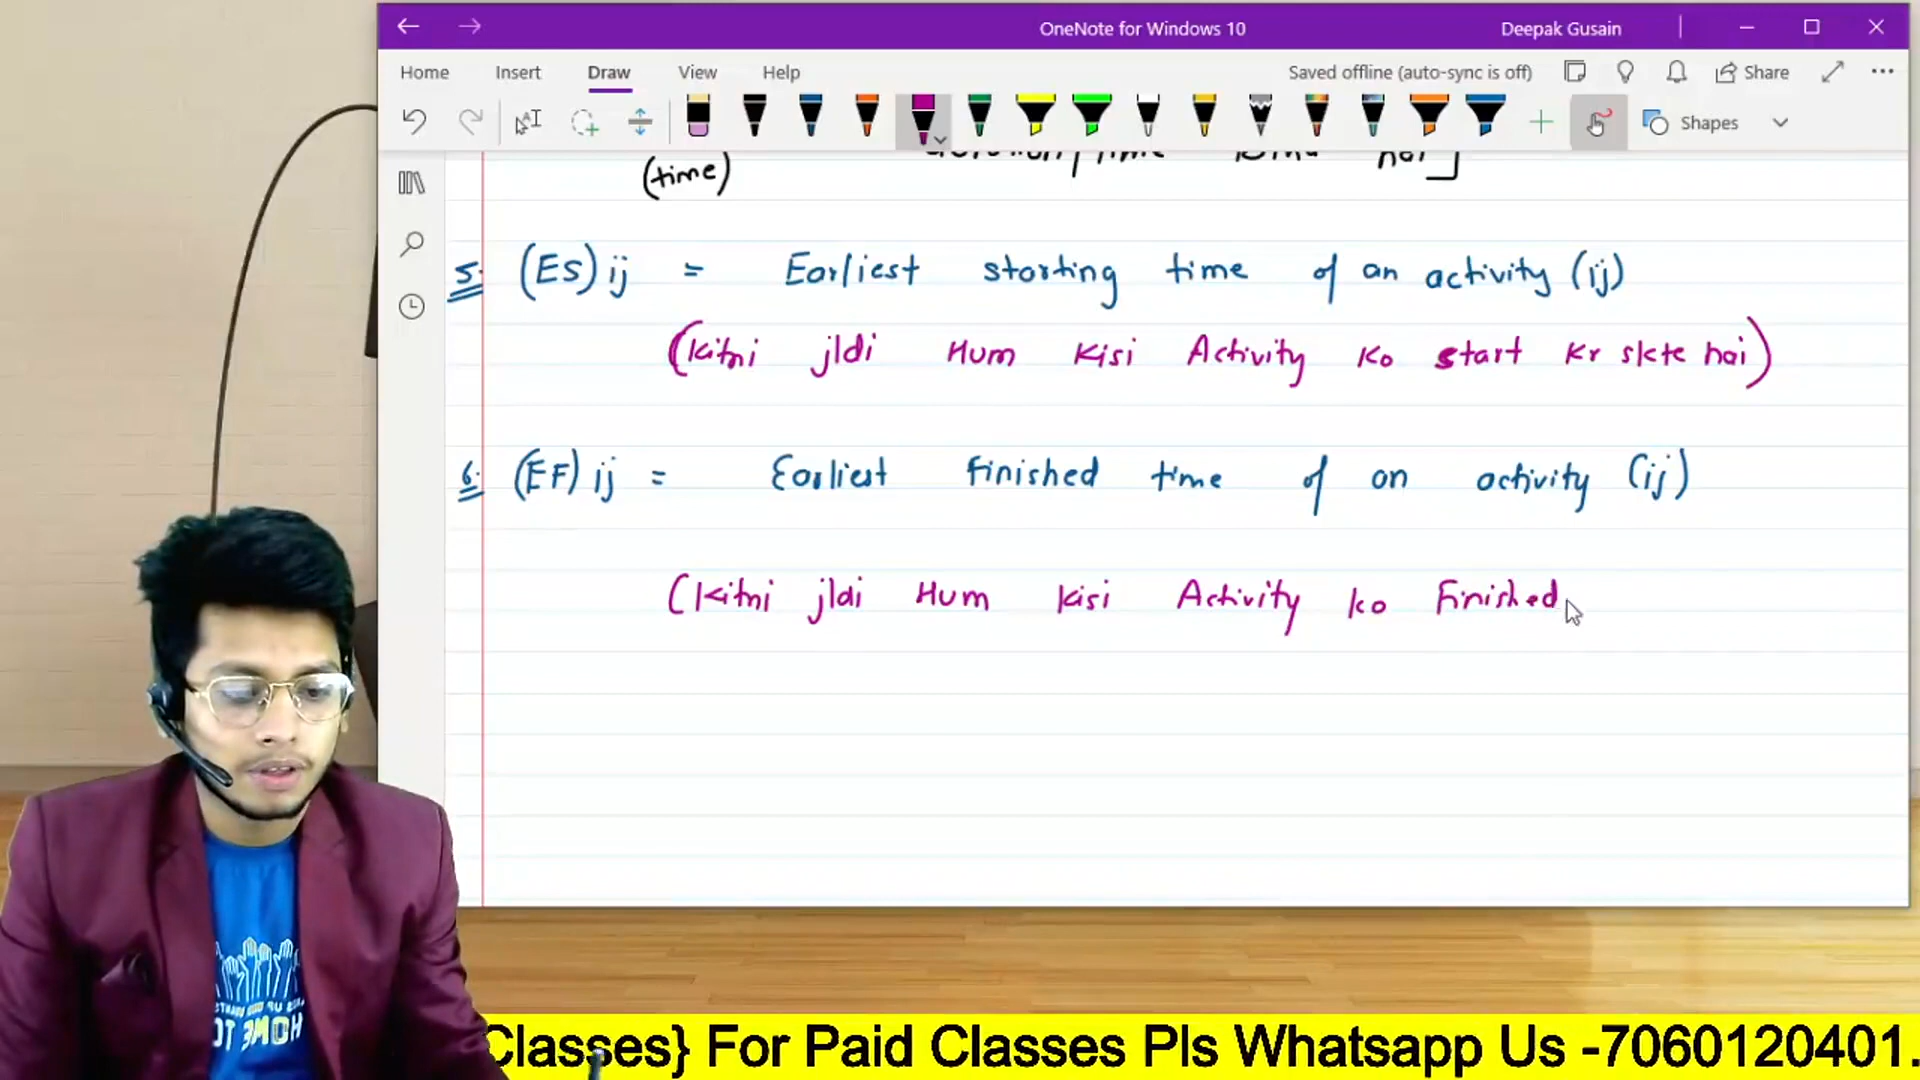 OneNote for Windows 10 Deepak Gusain
Home Insert Draw View Help Saved offline (auto-sync is off) Share
Shapes
(time) hai]
5. (ES) ij = Earliest starting time of an activity (ij)
(Kitni jldi Hum Kisi Activity Ko start Kr skte hai)
6. (EF) ij = Earliest Finished time of on activity (ij)
(Kitni jldi Hum Kisi Activity ko Finished
Classes} For Paid Classes Pls Whatsapp Us -7060120401.